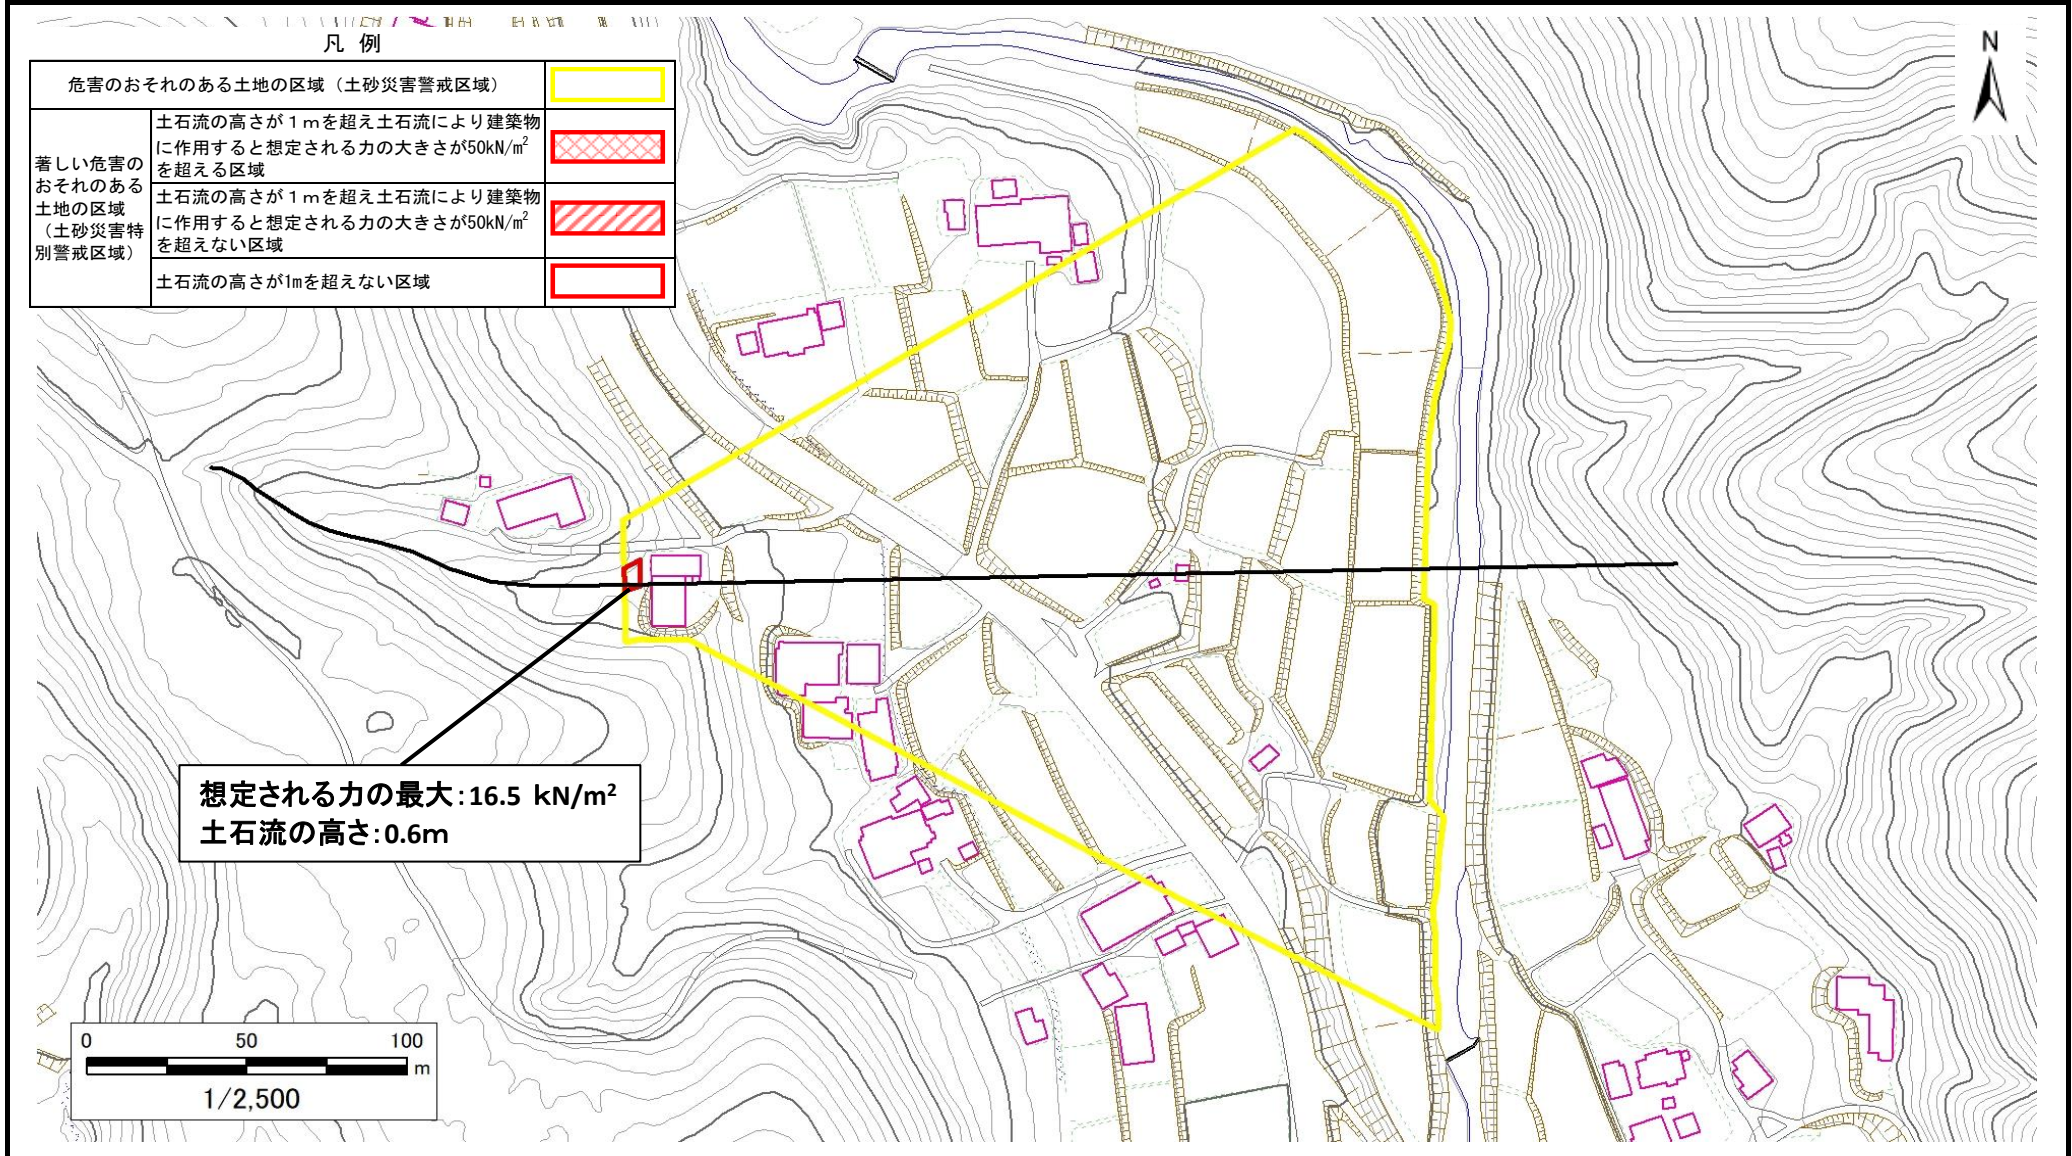 凡 例
危害のおそれのある土地の区域（土砂災害警戒区域）
著しい危害の
おそれのある
土地の区域
（土砂災害特
別警戒区域）
土石流の高さが１ｍを超え土石流により建築物
に作用すると想定される力の大きさが50kN/㎡
を超える区域
土石流の高さが１ｍを超え土石流により建築物
に作用すると想定される力の大きさが50kN/㎡
を超えない区域
土石流の高さが1mを超えない区域
N
想定される力の最大：16.5 kN/m²
土石流の高さ：0.6m
0 50 100
m
1/2,500